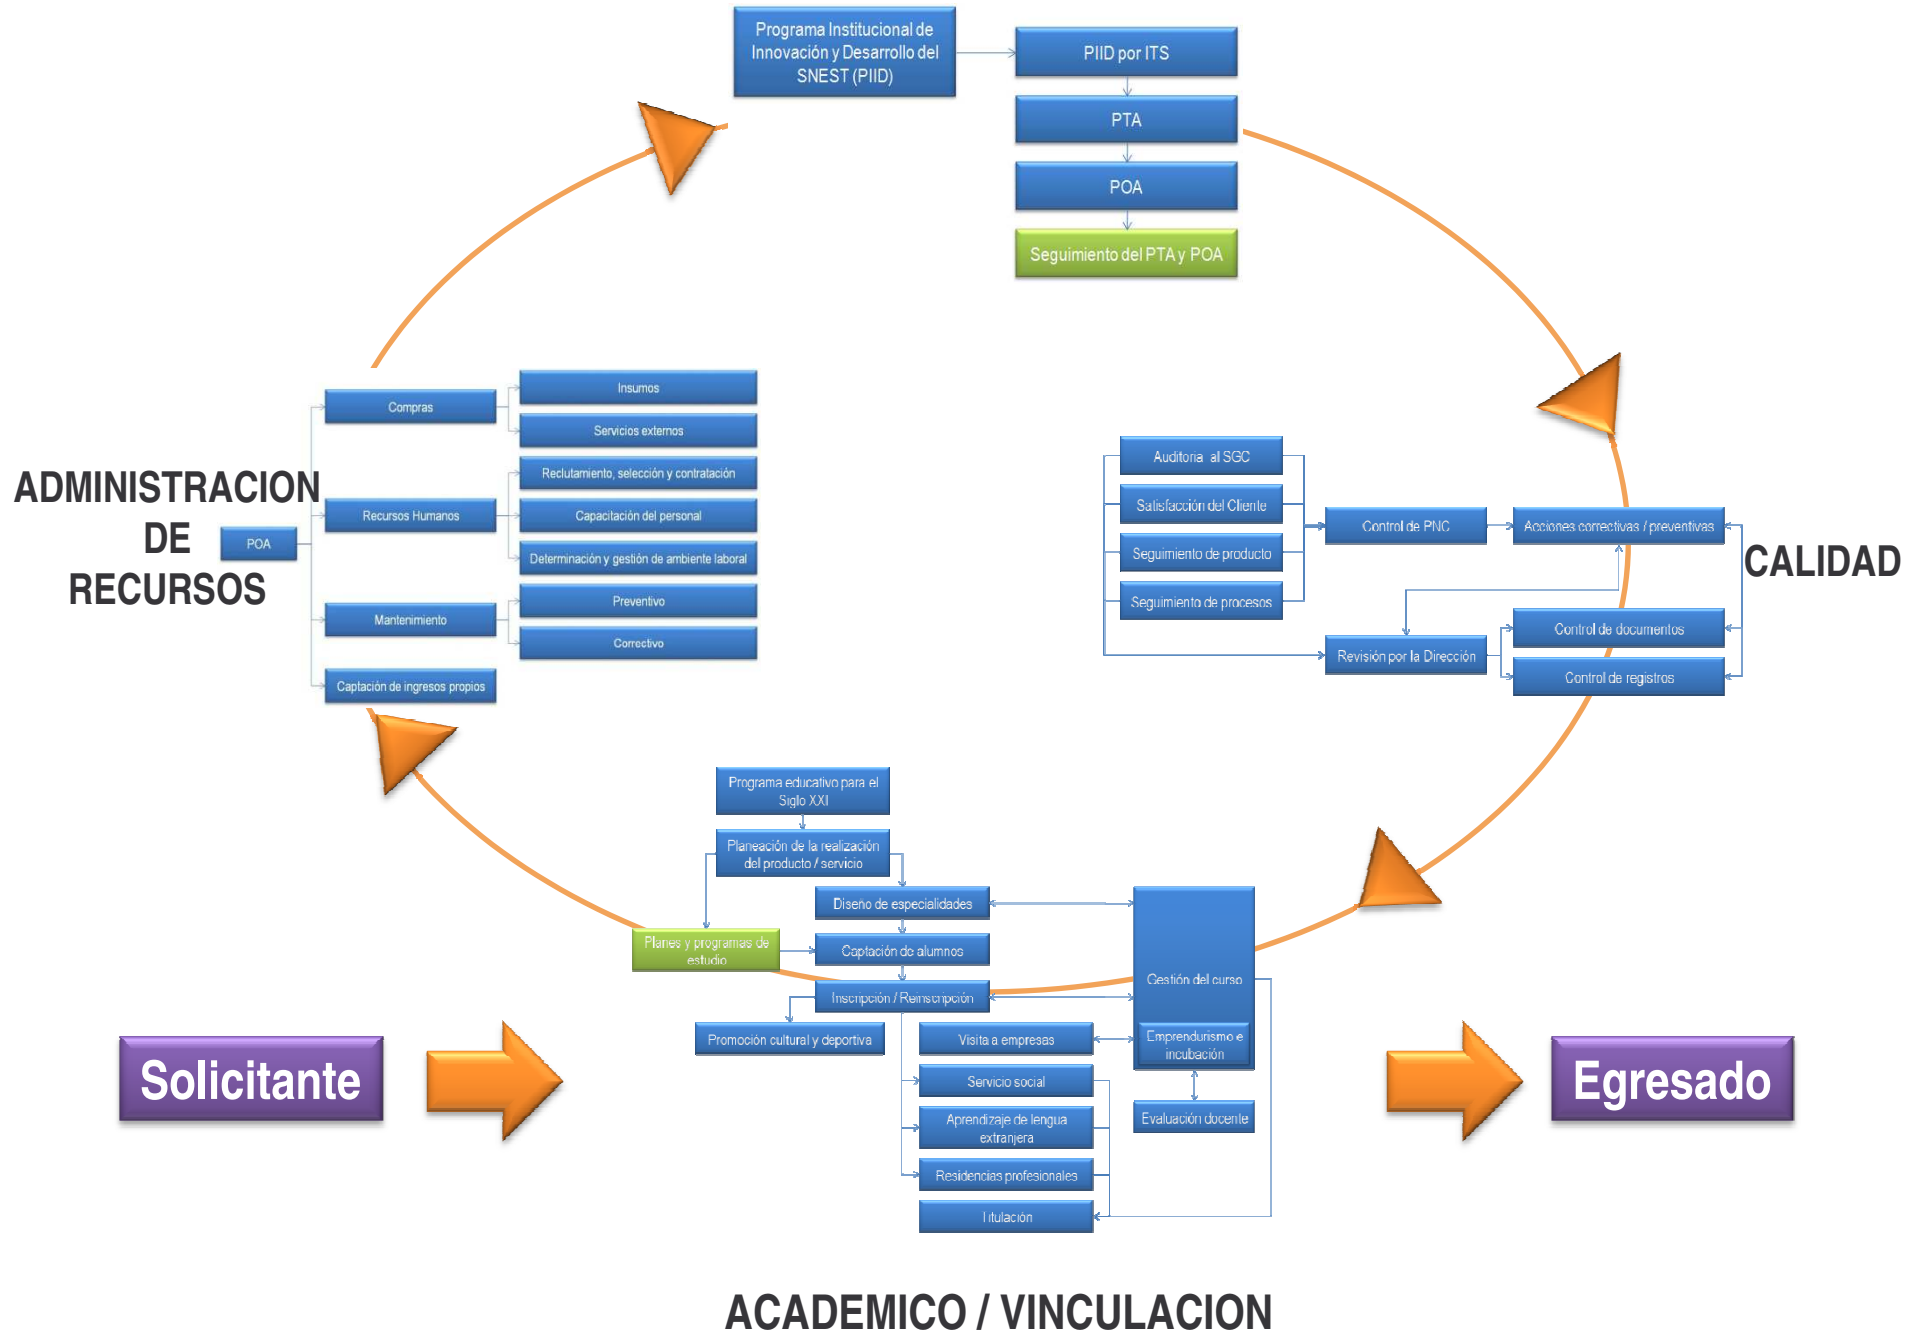 Programa Institucional de
Innovación y Desarrollo del
SNEST (PIID)
PIID por ITS
PTA
POA
Seguimiento del PTA y POA
ADMINISTRACION
DE
RECURSOS
POA
Compras
Insumos
Servicios externos
Recursos Humanos
Reclutamiento, selección y contratación
Capacitación del personal
Determinación y gestión de ambiente laboral
Mantenimiento
Preventivo
Correctivo
Captación de ingresos propios
Auditoria al SGC
Satisfacción del Cliente
Seguimiento de producto
Seguimiento de procesos
Control de PNC
Acciones correctivas / preventivas
Revisión por la Dirección
Control de documentos
Control de registros
CALIDAD
Programa educativo para el
Siglo XXI
Planeación de la realización
del producto / servicio
Diseño de especialidades
Planes y programas de
estudio
Captación de alumnos
Inscripción / Reinscripción
Gestión del curso
Promoción cultural y deportiva
Visita a empresas
Emprendurismo e
incubación
Servicio social
Aprendizaje de lengua
extranjera
Evaluación docente
Residencias profesionales
Titulación
Solicitante
Egresado
ACADEMICO / VINCULACION